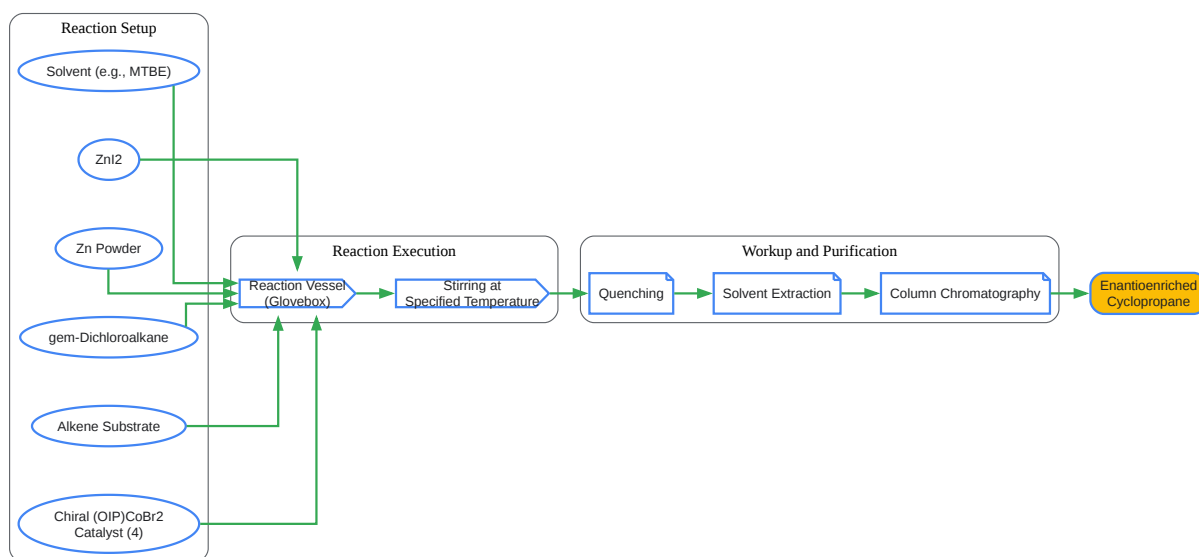 Reaction Setup
Solvent (e.g., MTBE)
ZnI2
Zn Powder
gem-Dichloroalkane
Alkene Substrate
Chiral (OIP)CoBr2
Catalyst (4)
Reaction Execution
Reaction Vessel
(Glovebox)
Stirring at
Specified Temperature
Workup and Purification
Quenching
Solvent Extraction
Column Chromatography
Enantioenriched
Cyclopropane